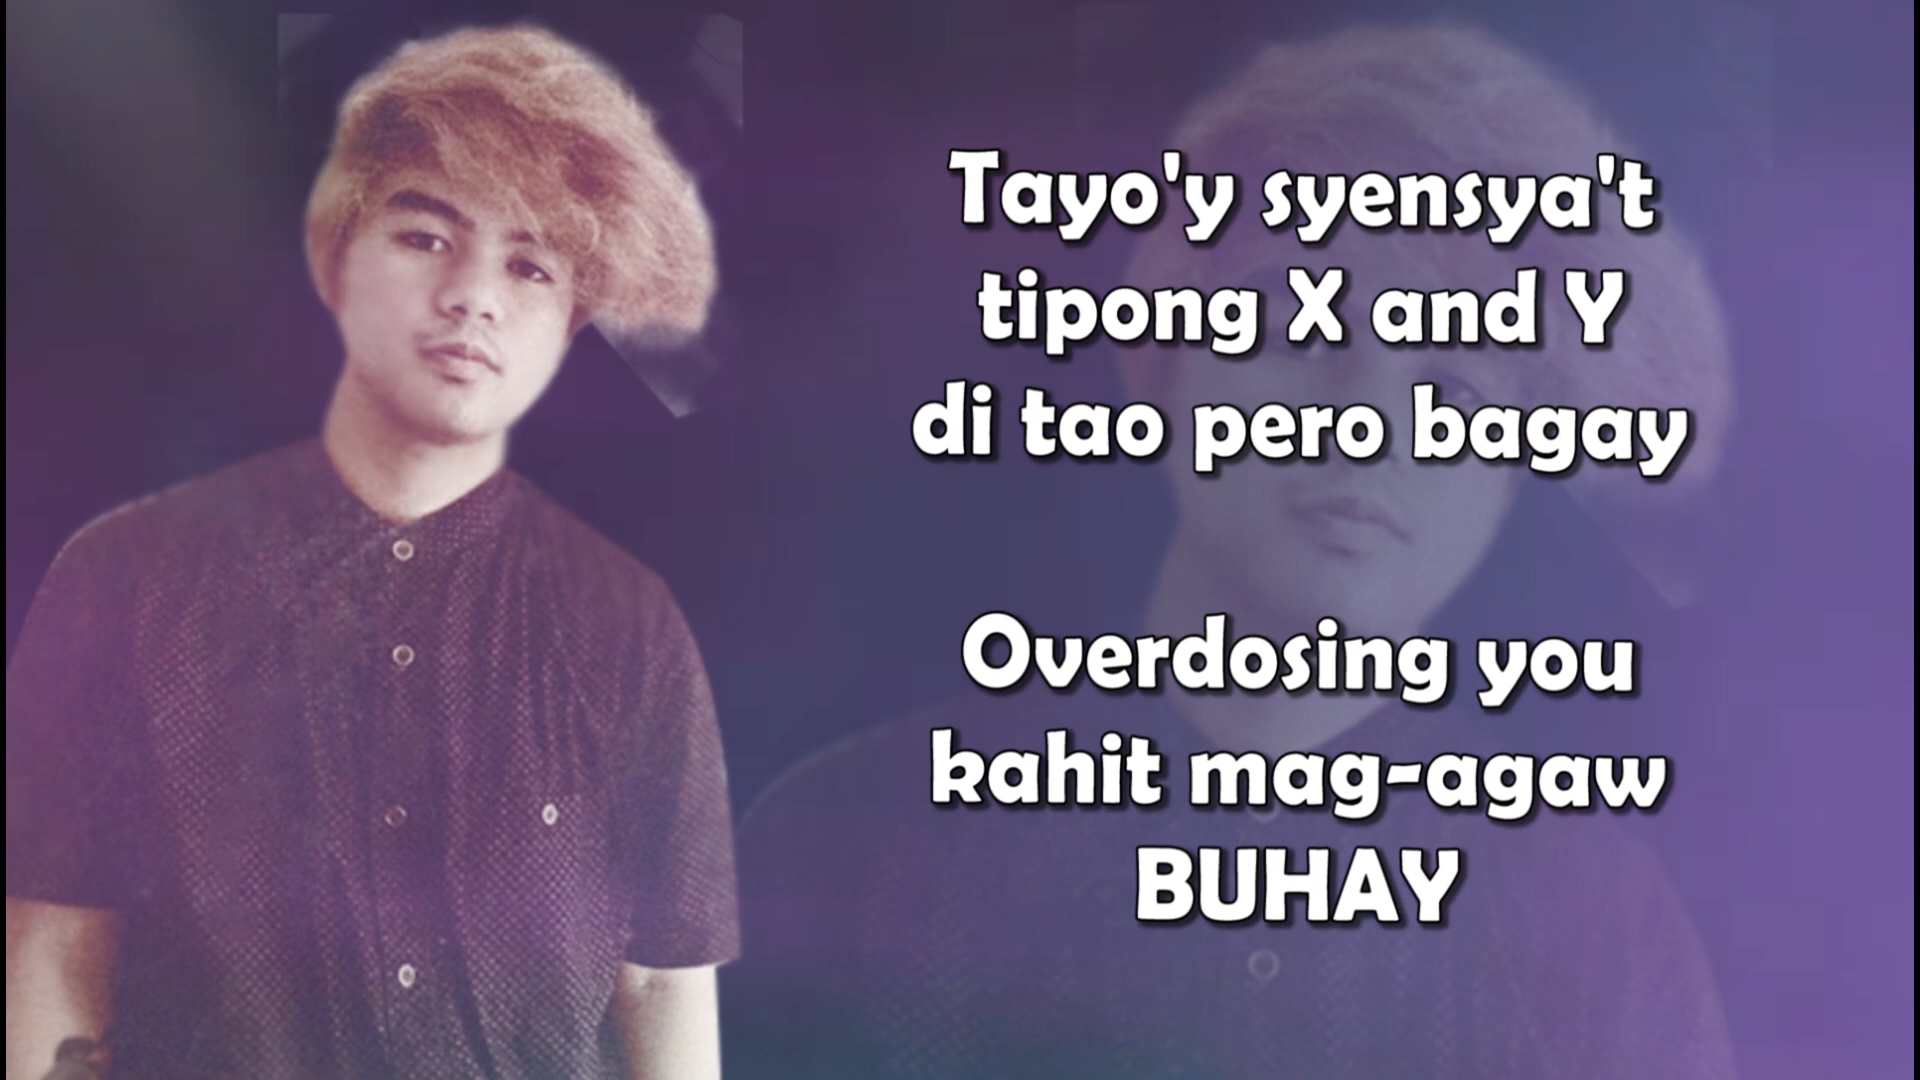 Tayo'y syensya't
tipong X and Y
di tao pero bagay
Overdosing you
kahit mag-agaw
BUHAY